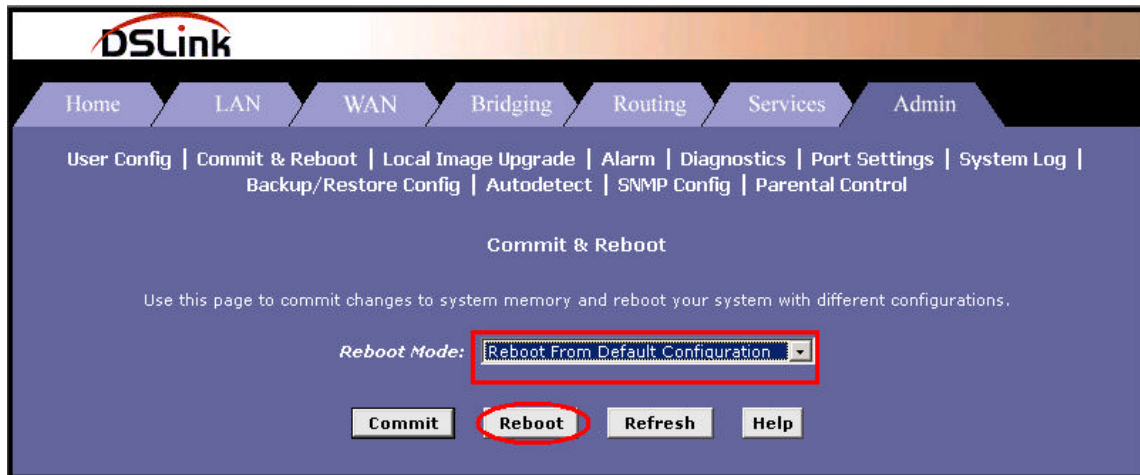 DSLink
Home LAN WAN Bridging Routing Services Admin
User Config | Commit & Reboot | Local Image Upgrade | Alarm | Diagnostics | Port Settings | System Log |
Backup/Restore Config | Autodetect | SNMP Config | Parental Control
Commit & Reboot
Use this page to commit changes to system memory and reboot your system with different configurations.
Reboot Mode: Reboot From Default Configuration
Commit Reboot Refresh Help